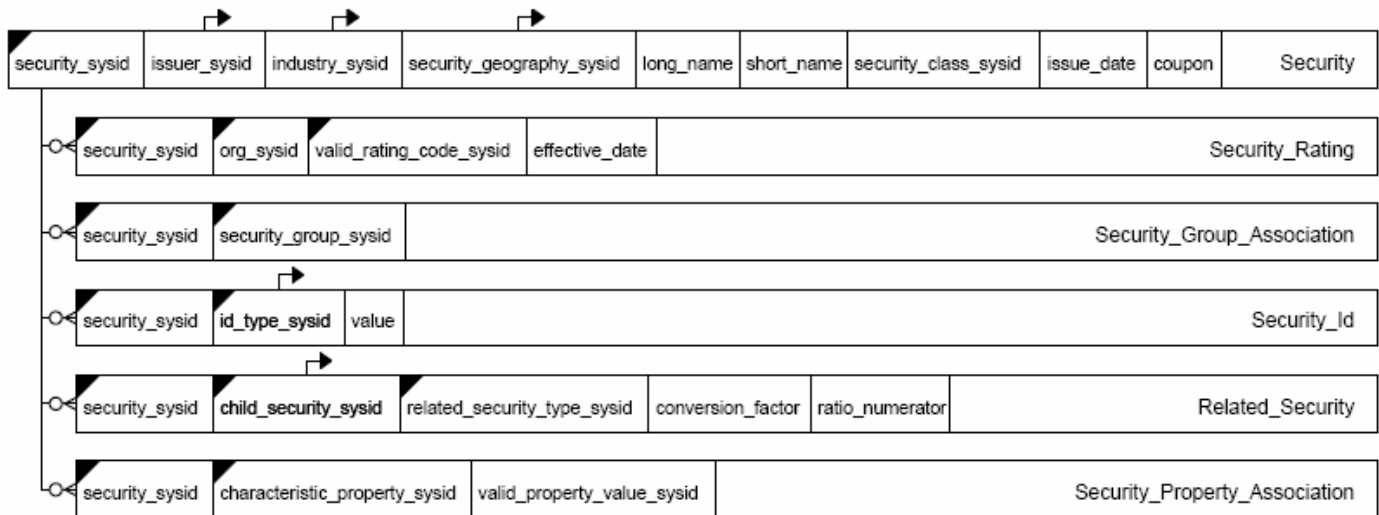 security_sysid issuer_sysid industry_sysid security_geography_sysid long_name short_name security_class_sysid issue_date coupon Security
security_sysid org_sysid valid_rating_code_sysid effective_date Security_Rating
security_sysid security_group_sysid Security_Group_Association
security_sysid id_type_sysid value Security_Id
security_sysid child_security_sysid related_security_type_sysid conversion_factor ratio_numerator Related_Security
security_sysid characteristic_property_sysid valid_property_value_sysid Security_Property_Association